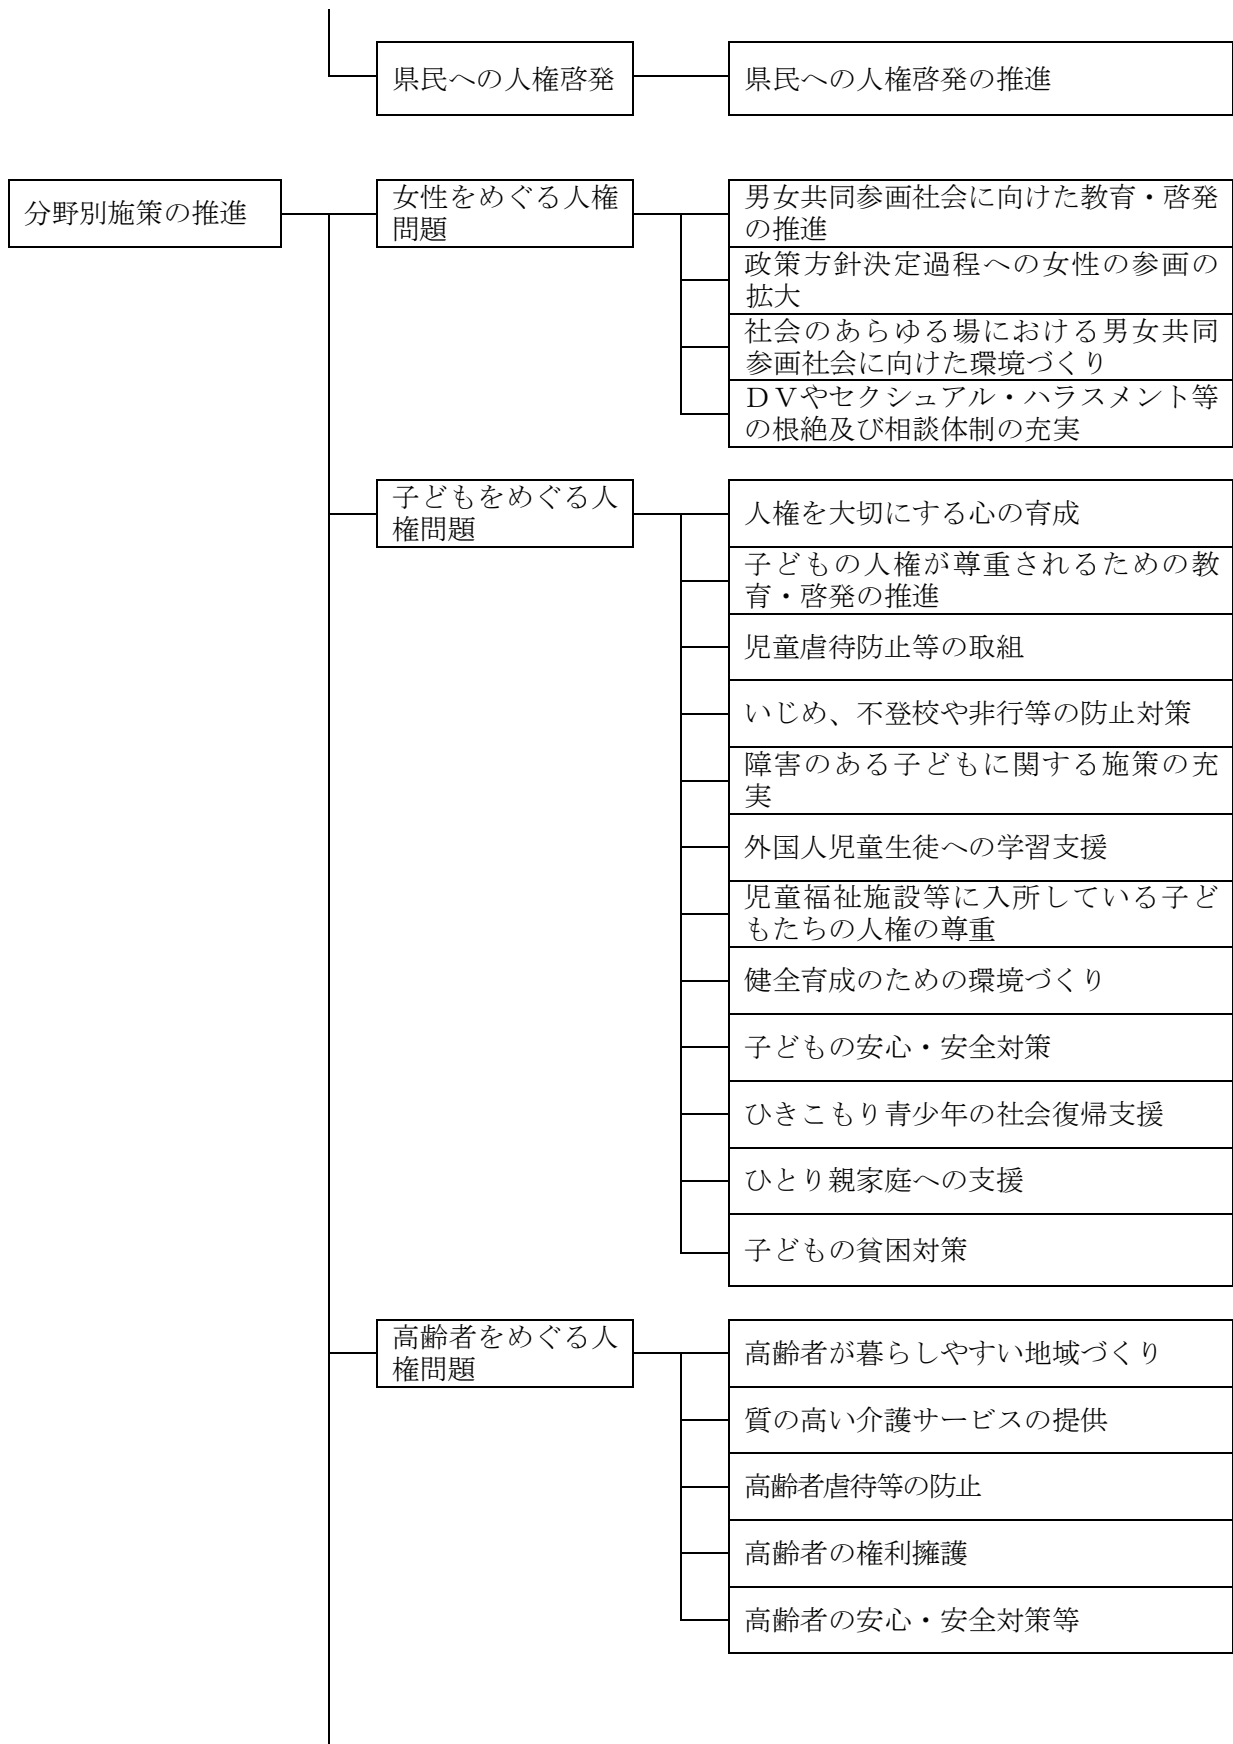 県民への人権啓発
県民への人権啓発の推進
分野別施策の推進
女性をめぐる人権
問題
男女共同参画社会に向けた教育・啓発
の推進
政策方針決定過程への女性の参画の
拡大
社会のあらゆる場における男女共同
参画社会に向けた環境づくり
ＤＶやセクシュアル・ハラスメント等
の根絶及び相談体制の充実
子どもをめぐる人
権問題
人権を大切にする心の育成
子どもの人権が尊重されるための教
育・啓発の推進
児童虐待防止等の取組
いじめ、不登校や非行等の防止対策
障害のある子どもに関する施策の充
実
外国人児童生徒への学習支援
児童福祉施設等に入所している子ど
もたちの人権の尊重
健全育成のための環境づくり
子どもの安心・安全対策
ひきこもり青少年の社会復帰支援
ひとり親家庭への支援
子どもの貧困対策
高齢者をめぐる人
権問題
高齢者が暮らしやすい地域づくり
質の高い介護サービスの提供
高齢者虐待等の防止
高齢者の権利擁護
高齢者の安心・安全対策等